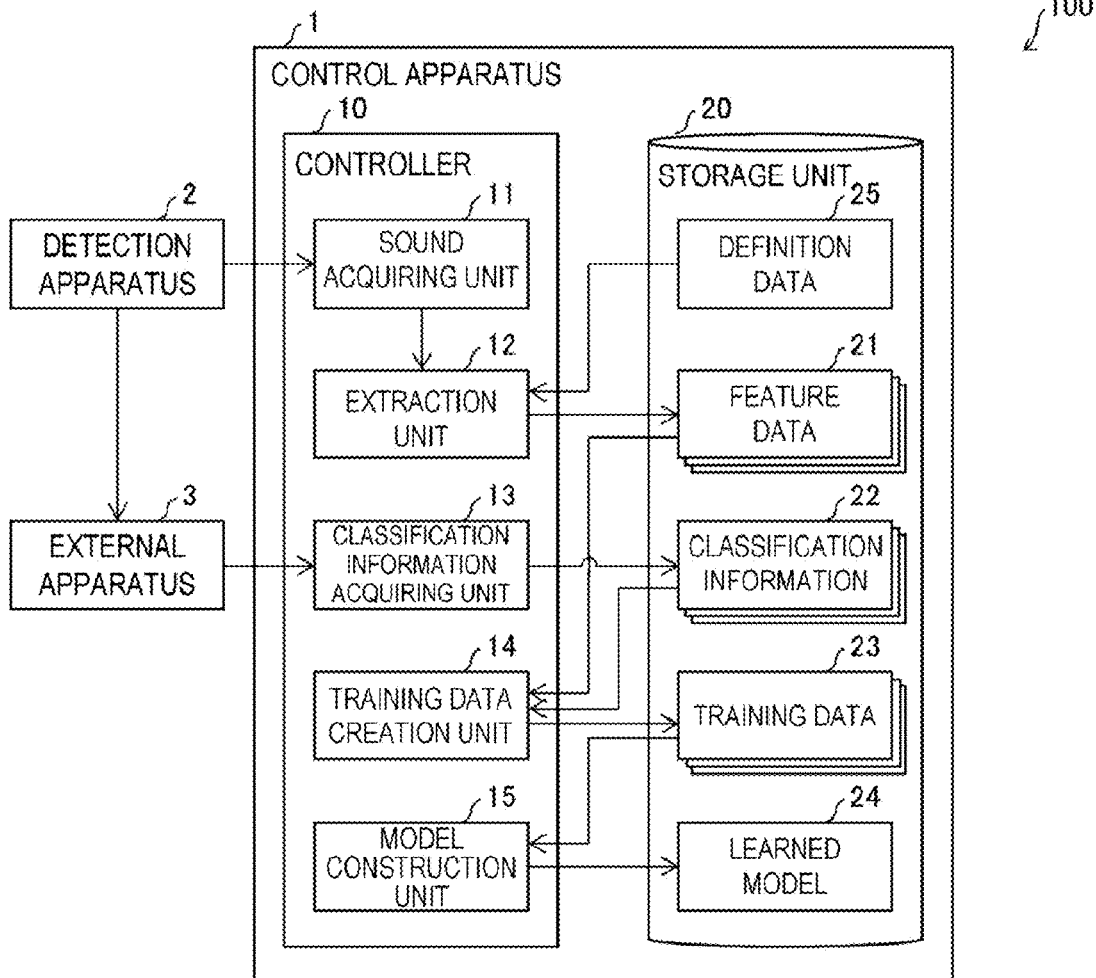 100
1
CONTROL APPARATUS
10
CONTROLLER
20
STORAGE UNIT
2
DETECTION
APPARATUS
11
SOUND
ACQUIRING UNIT
25
DEFINITION
DATA
12
EXTRACTION
UNIT
21
FEATURE
DATA
3
EXTERNAL
APPARATUS
13
CLASSIFICATION
INFORMATION
ACQUIRING UNIT
22
CLASSIFICATION
INFORMATION
14
TRAINING DATA
CREATION UNIT
23
TRAINING DATA
15
MODEL
CONSTRUCTION
UNIT
24
LEARNED
MODEL